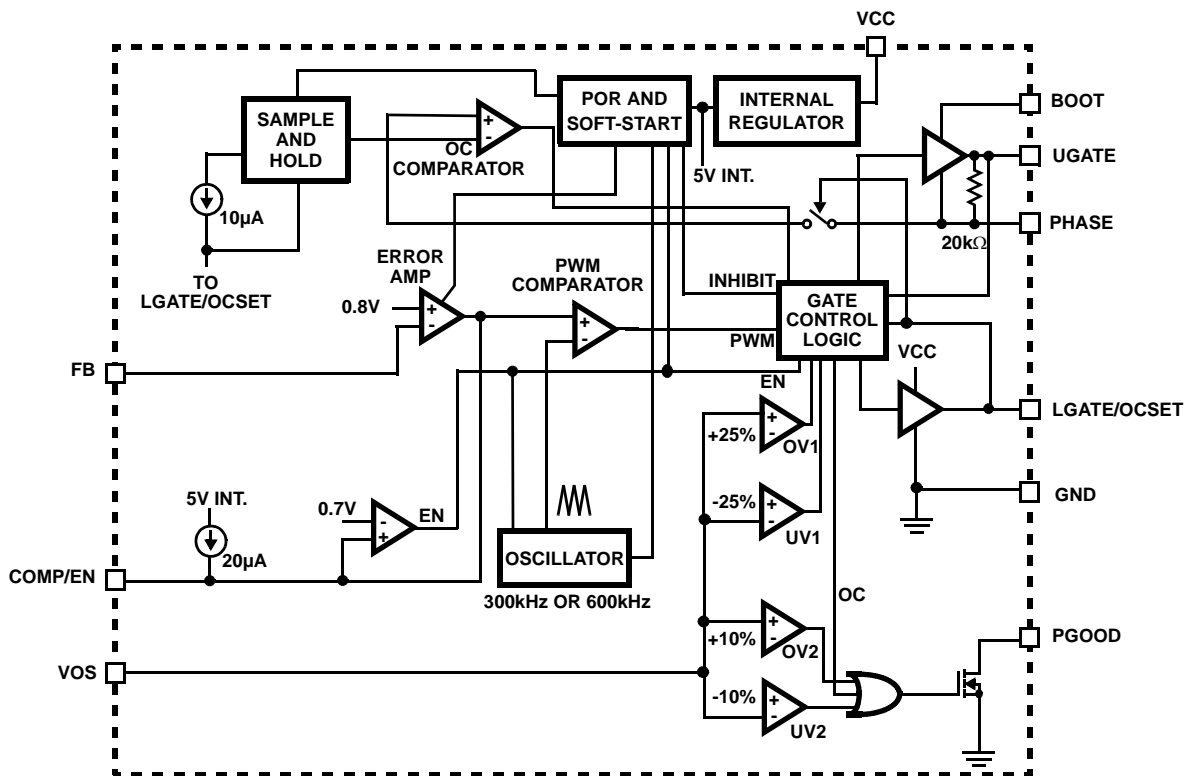 VCC
POR AND
SOFT-START
INTERNAL
REGULATOR
BOOT
SAMPLE
AND
HOLD
+
-
OC
COMPARATOR
5V INT.
UGATE
10µA
20kΩ
PHASE
TO
LGATE/OCSET
ERROR
AMP
PWM
COMPARATOR
INHIBIT
GATE
CONTROL
LOGIC
0.8V
+
-
+
-
PWM
FB
EN
VCC
LGATE/OCSET
+25%
+
-
OV1
GND
5V INT.
0.7V
-
+
EN
-25%
+
-
UV1
20µA
OSCILLATOR
COMP/EN
300kHz OR 600kHz
OC
+10%
+
-
OV2
PGOOD
VOS
-10%
+
-
UV2